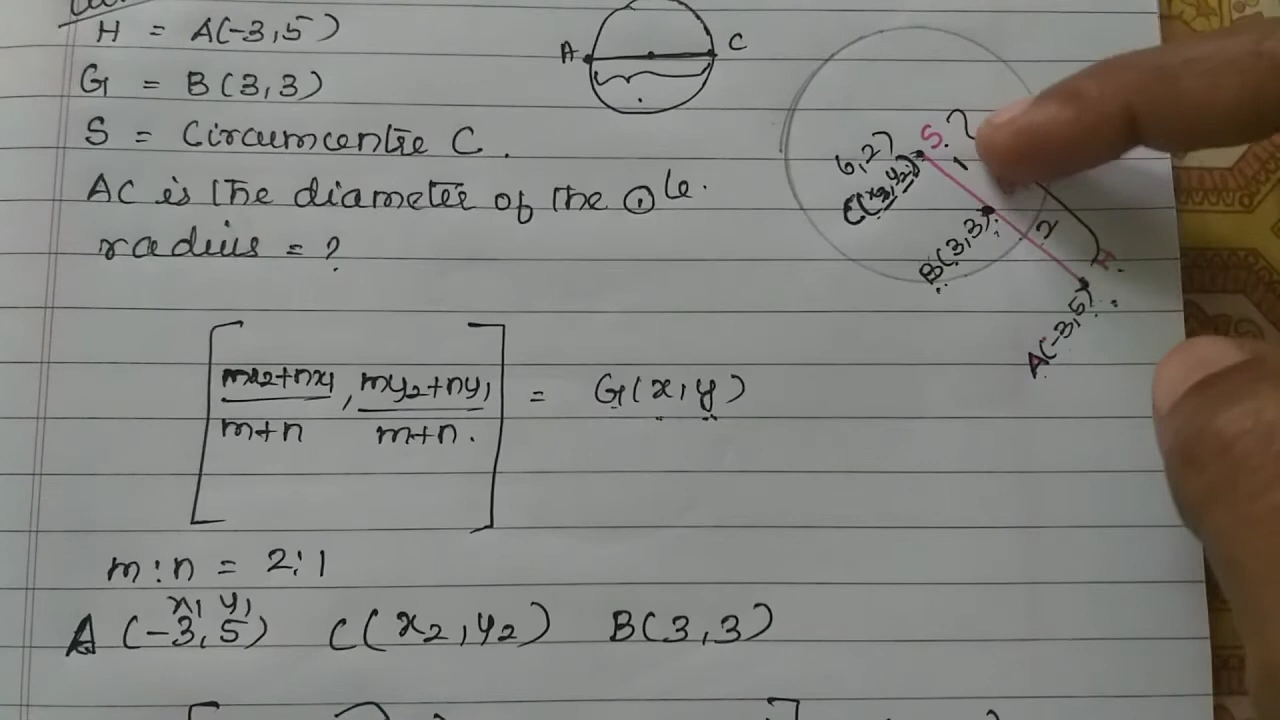 H = A(-3,5)
G = B(3,3)
S = Circumcentre C.
AC is the diameter of the ⊙le.
radius = ?
A C
S. ?
6,2
C(x2,y2)
1
B(3,3)
2
H.
A(-3,5)
[mx2+nx1/m+n , my2+ny1/m+n.] = G(x,y)
m:n = 2:1
x1 y1
A(-3,5) C(x2,y2) B(3,3)